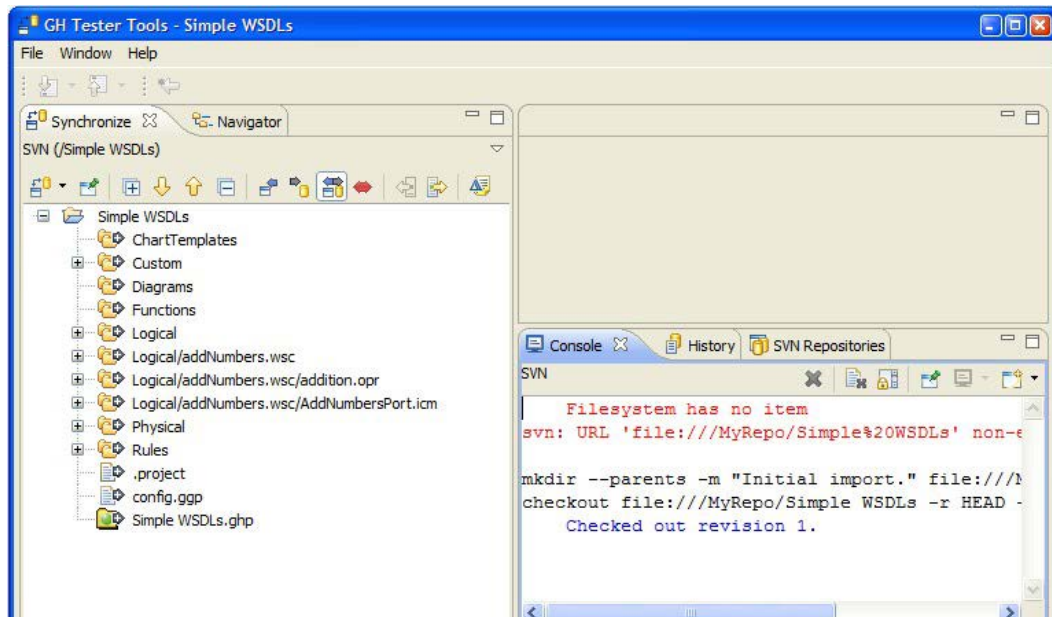 GH Tester Tools - Simple WSDLs
File Window Help
Synchronize Navigator
SVN (/Simple WSDLs)
Simple WSDLs
ChartTemplates
Custom
Diagrams
Functions
Logical
Logical/addNumbers.wsc
Logical/addNumbers.wsc/addition.opr
Logical/addNumbers.wsc/AddNumbersPort.icm
Physical
Rules
.project
config.ggp
Simple WSDLs.ghp
Console History SVN Repositories
SVN
Filesystem has no item
svn: URL 'file:///MyRepo/Simple%20WSDLs' non-e
mkdir --parents -m "Initial import." file:///M
checkout file:///MyRepo/Simple WSDLs -r HEAD -
Checked out revision 1.